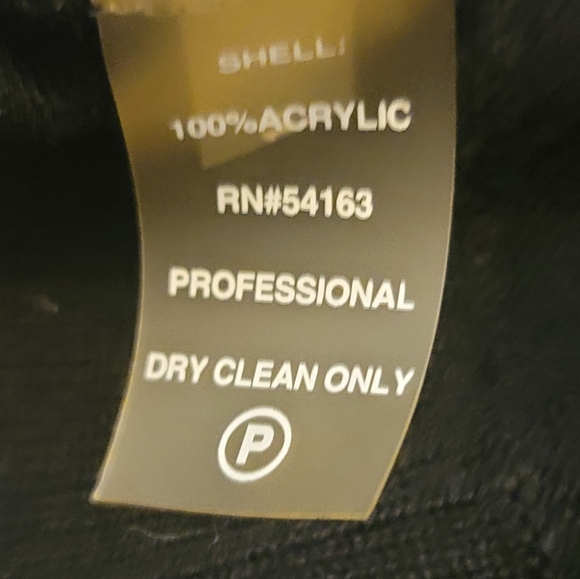 SHELL:
100%ACRYLIC
RN#54163
PROFESSIONAL
DRY CLEAN ONLY
P